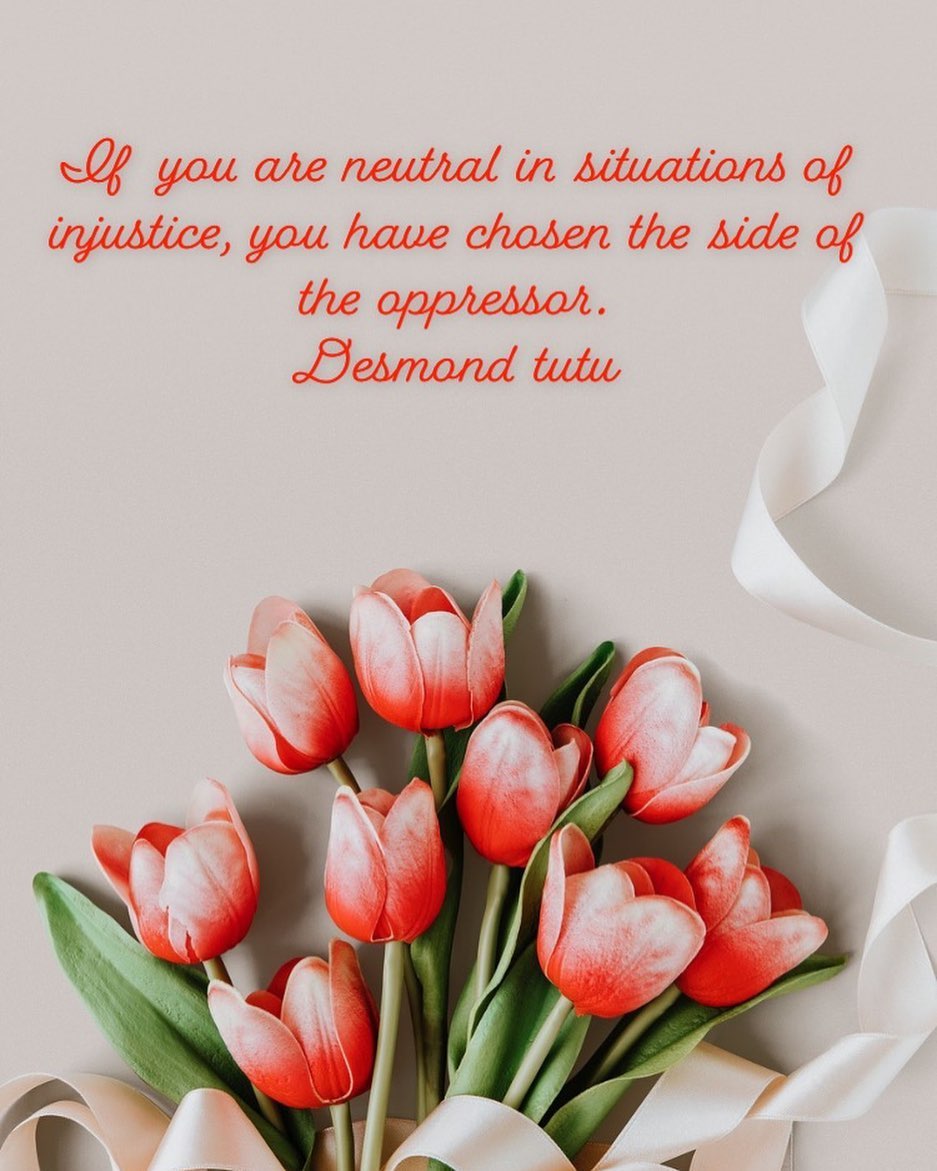 If you are neutral in situations of
injustice, you have chosen the side of
the oppressor.
Desmond tutu